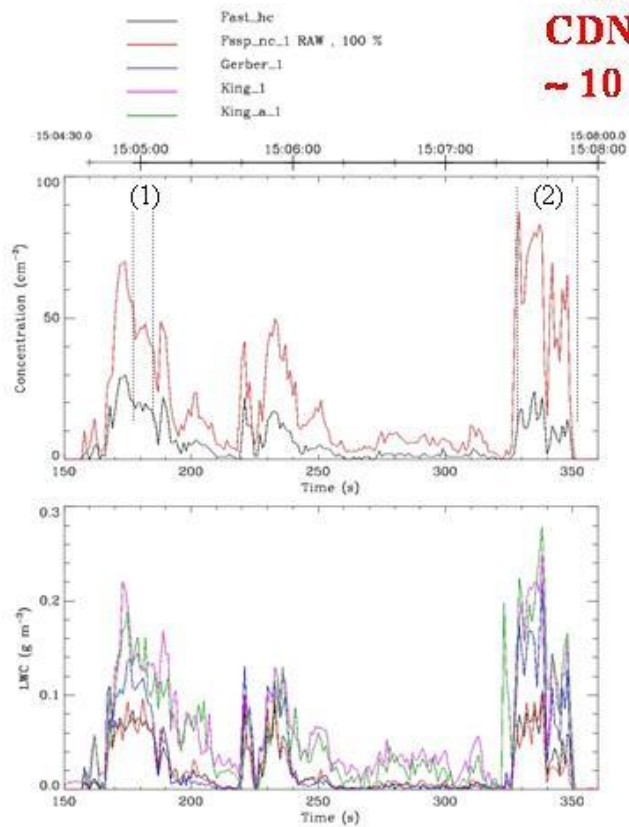 Fast_hc
Fssp_nc_1 RAW , 100 %
Gerber_1
King_1
King_a_1
CDN
~ 10
15:04:30.0 15:08:00.0
15:05:00 15:06:00 15:07:00 15:08:00
(1) (2)
100
50
0
Concentration (cm⁻³)
150 200 250 300 350
Time (s)
0.3
0.2
0.1
0.0
LWC (g m⁻³)
150 200 250 300 350
Time (s)